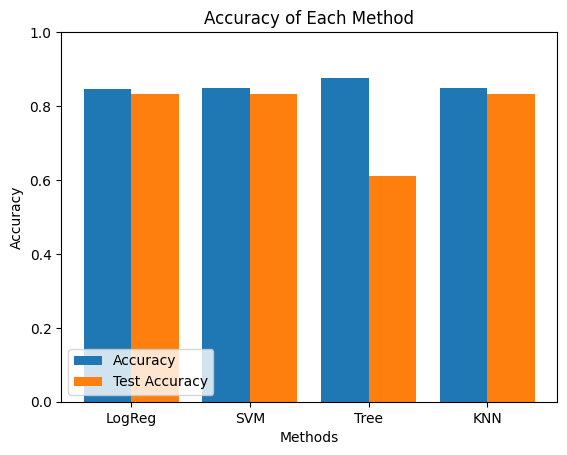 Accuracy of Each Method
1.0
0.8
0.6
0.4
0.2
0.0
Accuracy
Accuracy
Test Accuracy
LogReg SVM Tree KNN
Methods